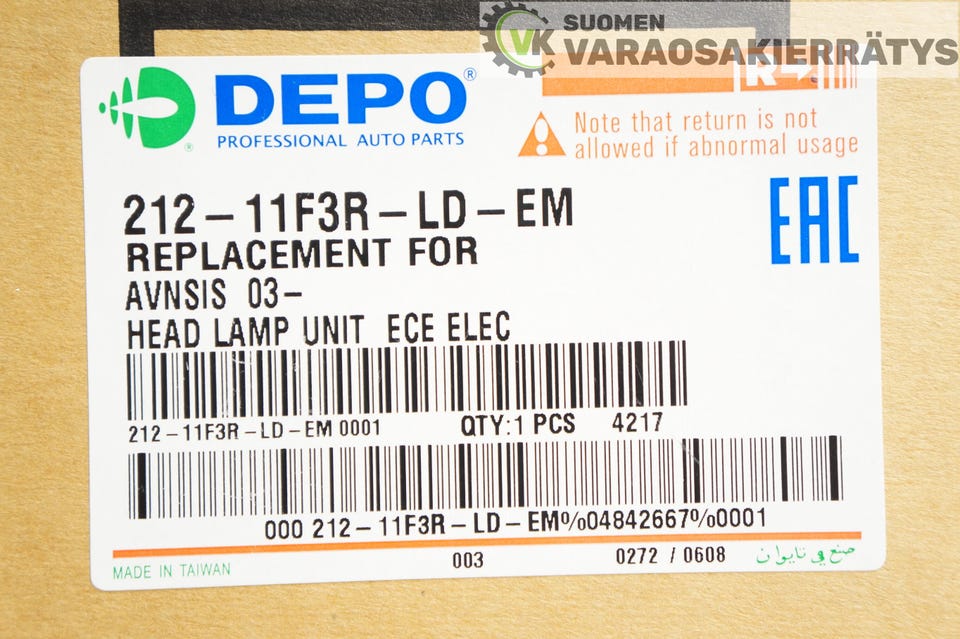 SUOMEN
VK VARAOSAKIERRÄTYS
R
DEPO®
PROFESSIONAL AUTO PARTS
®
Note that return is not
allowed if abnormal usage
212-11F3R-LD-EM
EAC
REPLACEMENT FOR
AVNSIS 03-
HEAD LAMP UNIT ECE ELEC
212-11F3R-LD-EM 0001 QTY:1 PCS 4217
000 212-11F3R-LD-EM%04842667%0001
MADE IN TAIWAN 003 0272 / 0608 صنع في تايوان